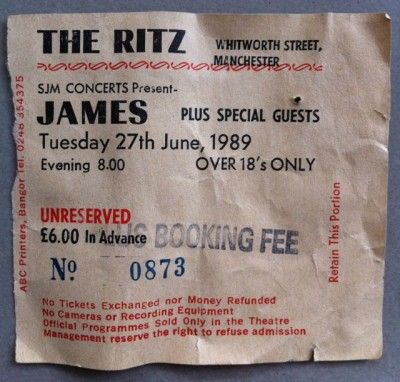 THE RITZ WHITWORTH STREET,
MANCHESTER
SJM CONCERTS Present-
JAMES PLUS SPECIAL GUESTS
Tuesday 27th June, 1989
Evening 8.00 OVER 18's ONLY
UNRESERVED
£6.00 In Advance BOOKING FEE
No 0873
No Tickets Exchanged nor Money Refunded
No Cameras or Recording Equipment
Official Programmes Sold Only in the Theatre
Management reserve the right to refuse admission
ABC Printers, Bangor Tel. 0248 354375
Retain This Portion